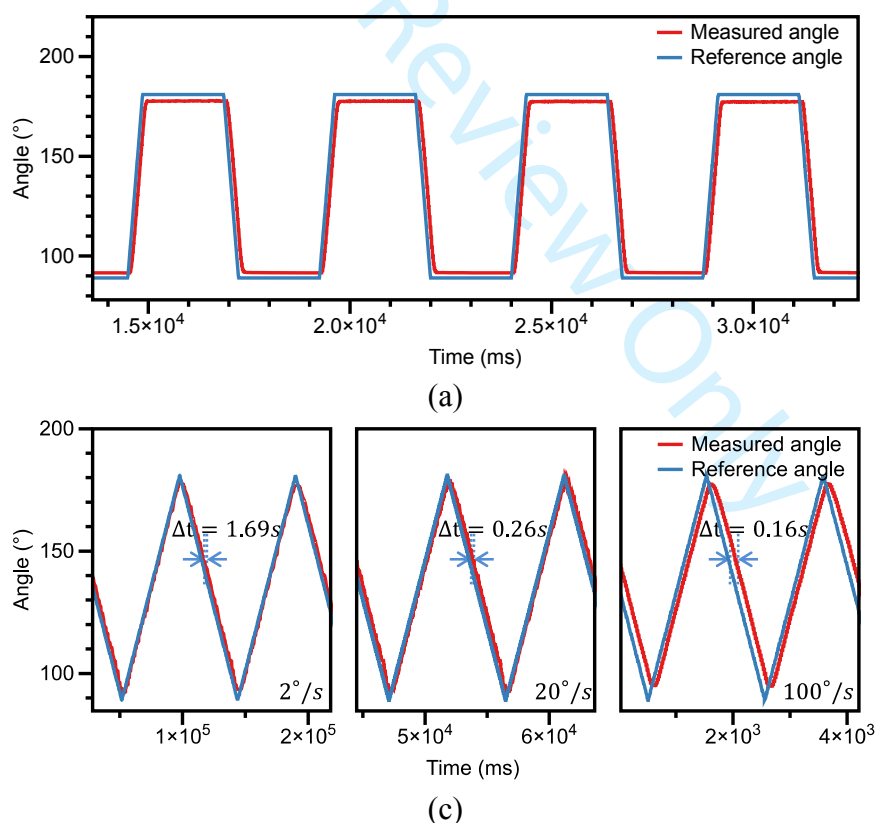 Review Only
Measured angle
Reference angle
200
150
100
Angle (°)
1.5×10⁴
2.0×10⁴
2.5×10⁴
3.0×10⁴
Time (ms)
(a)
200
150
100
Angle (°)
Δt = 1.69s
2°/s
1×10⁵
2×10⁵
Δt = 0.26s
20°/s
5×10⁴
6×10⁴
Measured angle
Reference angle
Δt = 0.16s
100°/s
2×10³
4×10³
Time (ms)
(c)